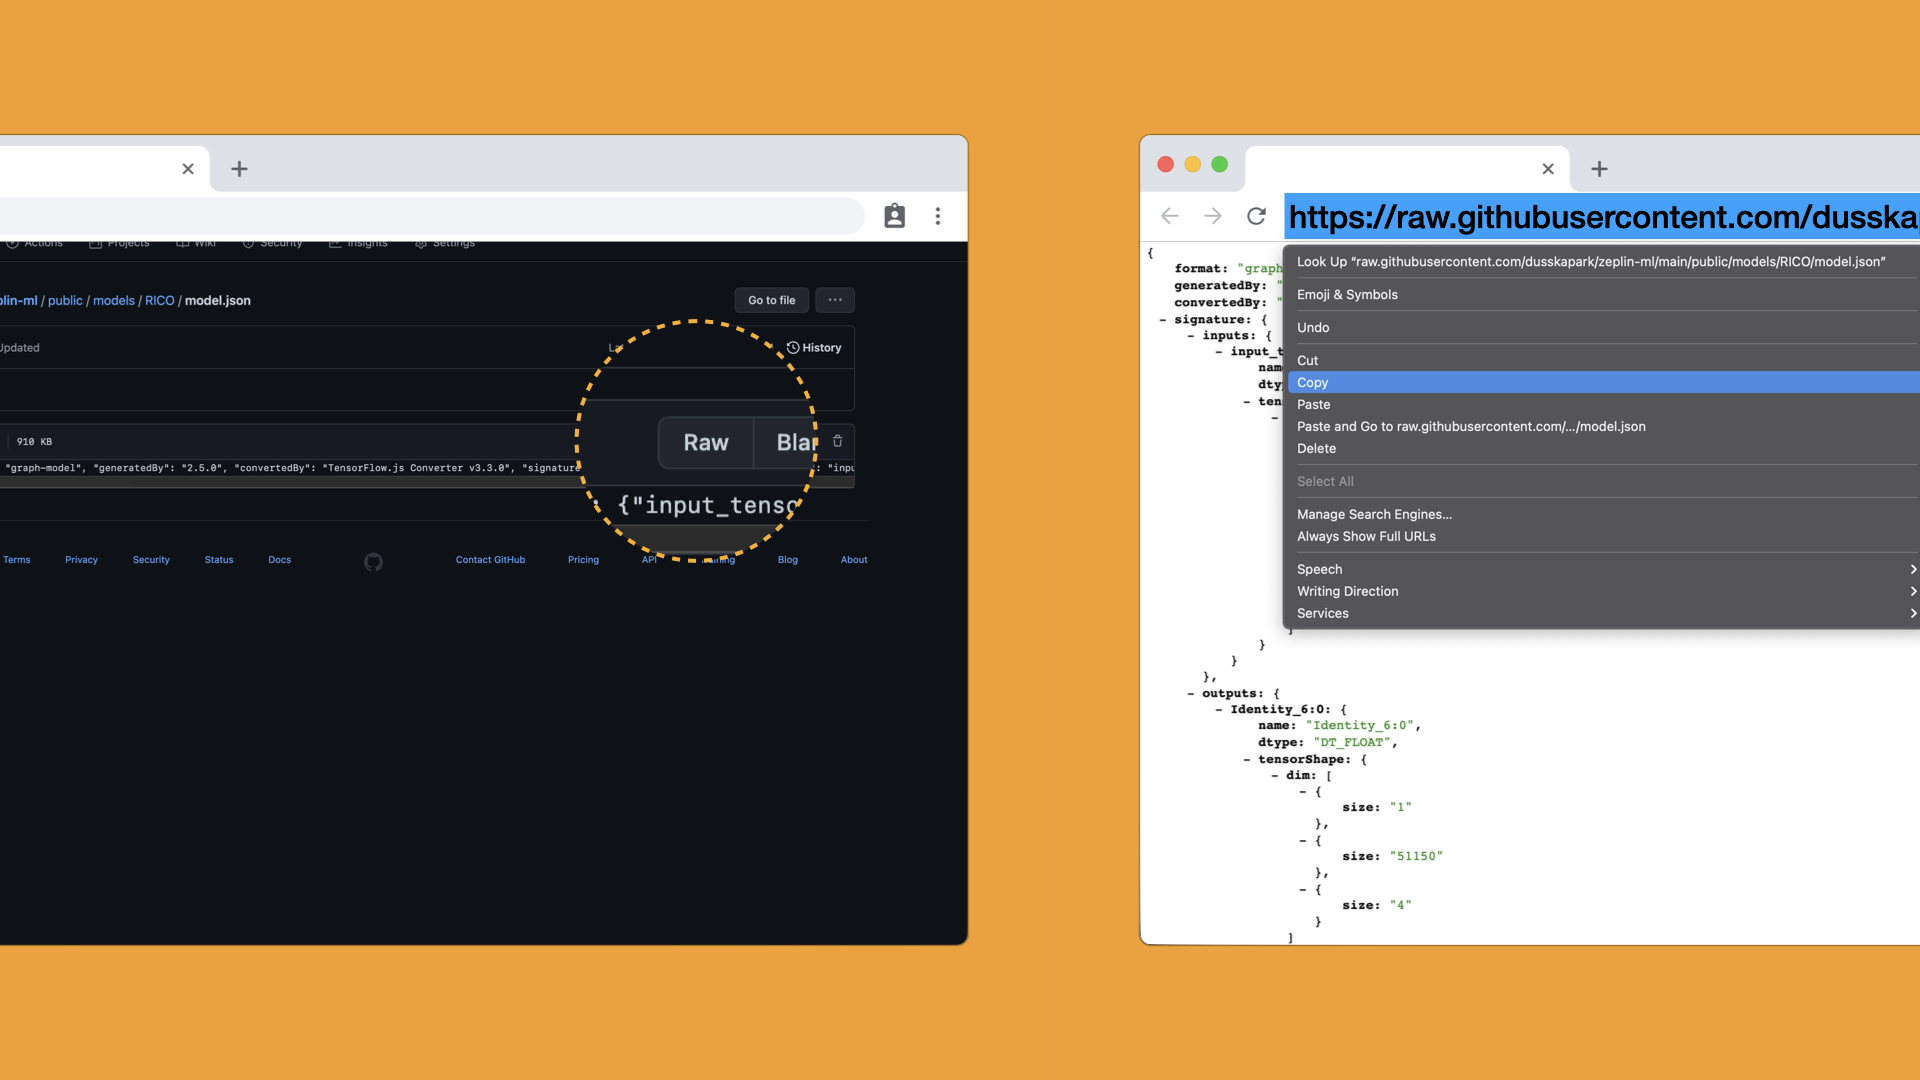 Actions Projects Wiki Security Insights Settings
plin-ml / public / models / RICO / model.json
Go to file
Updated
History
910 KB
Raw
"graph-model", "generatedBy": "2.5.0", "convertedBy": "TensorFlow.js Converter v3.3.0", "signature
: "inpu
{"input_tenso
Terms Privacy Security Status Docs Contact GitHub Pricing API Blog About
https://raw.githubusercontent.com/dusska
{
format: "graph
generatedBy: "
convertedBy: "
- signature: {
- inputs: {
- input_t
nam
dty
- ten
-
Look Up “raw.githubusercontent.com/dusskapark/zeplin-ml/main/public/models/RICO/model.json”
Emoji & Symbols
Undo
Cut
Copy
Paste
Paste and Go to raw.githubusercontent.com/.../model.json
Delete
Select All
Manage Search Engines...
Always Show Full URLs
Speech
Writing Direction
Services
]
}
}
},
- outputs: {
- Identity_6:0: {
name: "Identity_6:0",
dtype: "DT_FLOAT",
- tensorShape: {
- dim: [
- {
size: "1"
},
- {
size: "51150"
},
- {
size: "4"
}
]